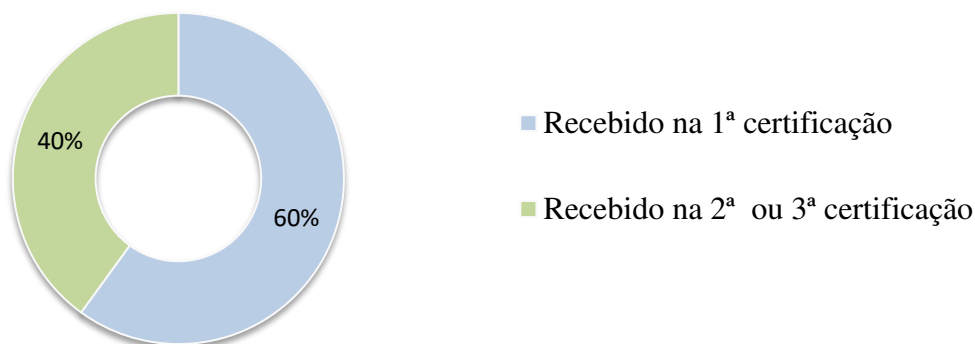 40%
60%
Recebido na 1ª certificação
Recebido na 2ª ou 3ª certificação